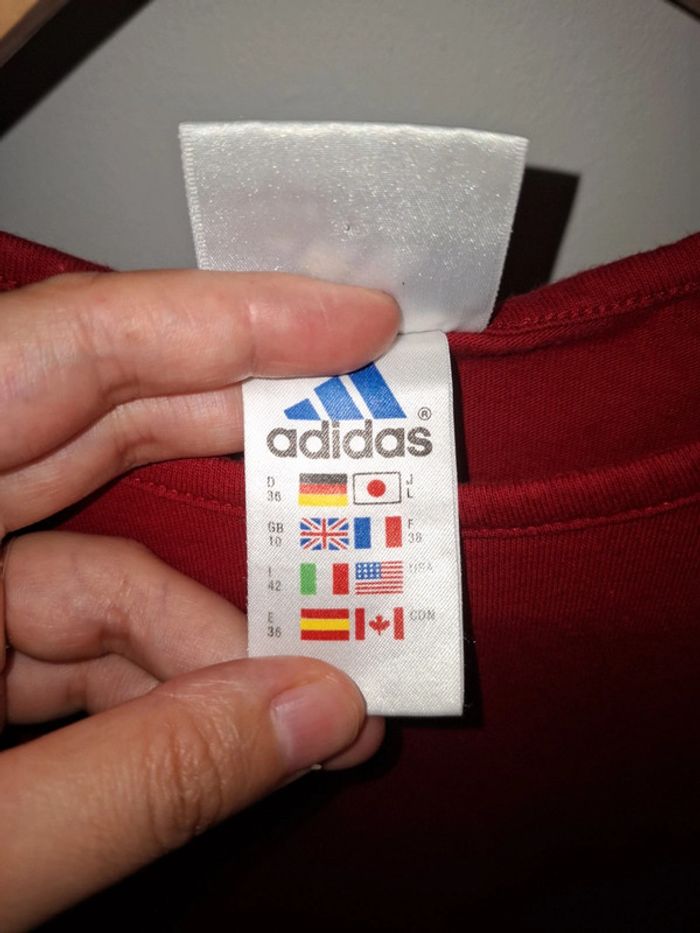 adidas®
D J
36 L
GB F
10 38
I USA
42
E CDN
36